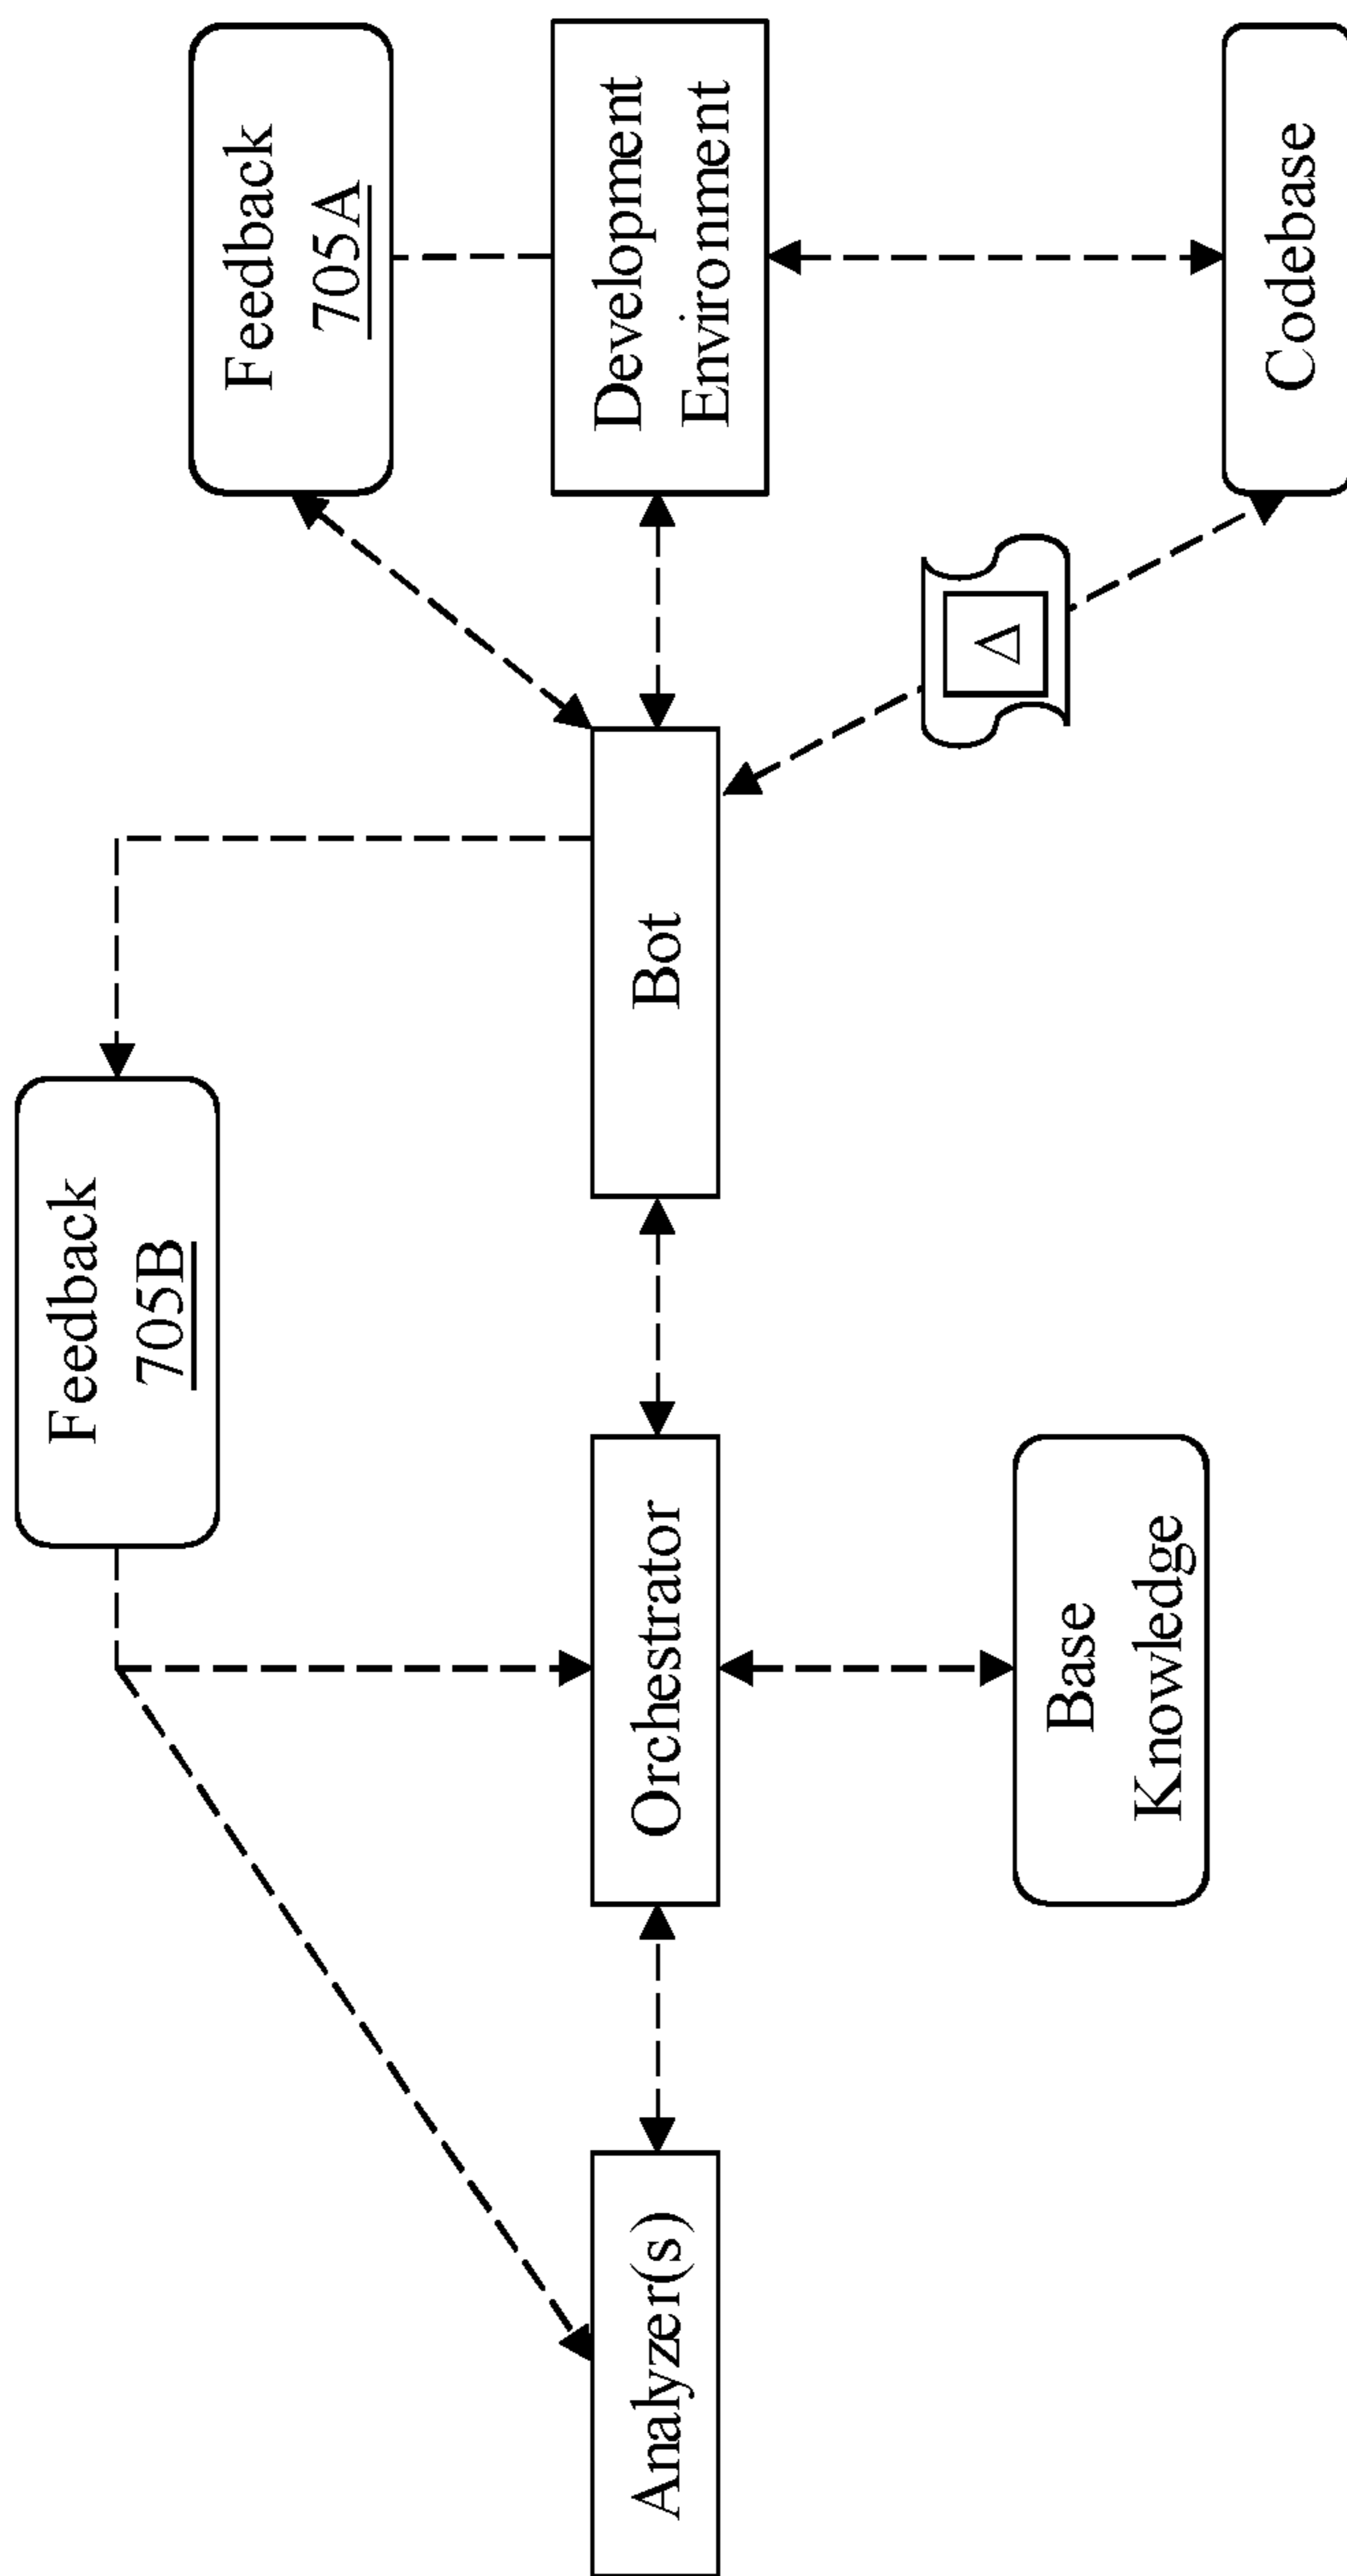 Feedback
705B
Feedback
705A
Analyzer(s)
Orchestrator
Bot
Development
Environment
Δ
Base
Knowledge
Codebase